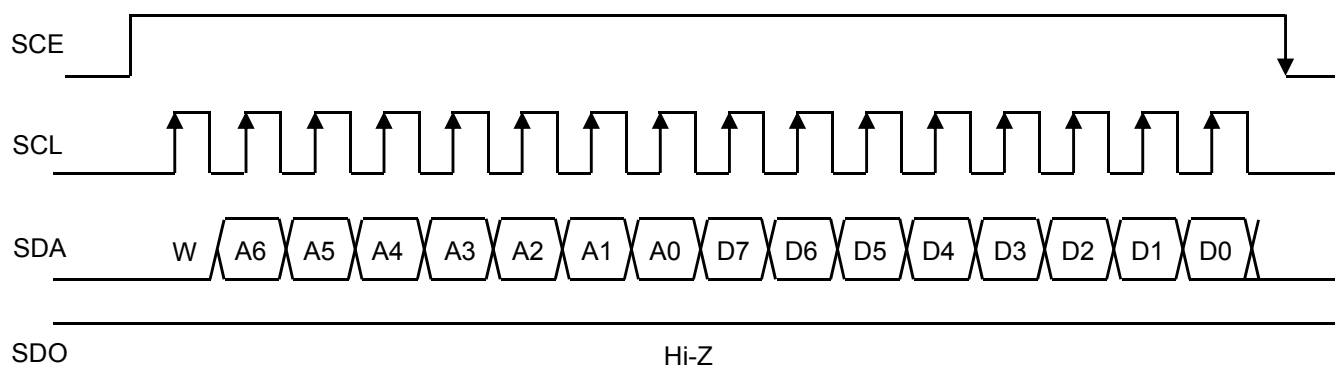 SCE
SCL
SDA W A6 A5 A4 A3 A2 A1 A0 D7 D6 D5 D4 D3 D2 D1 D0
SDO Hi-Z